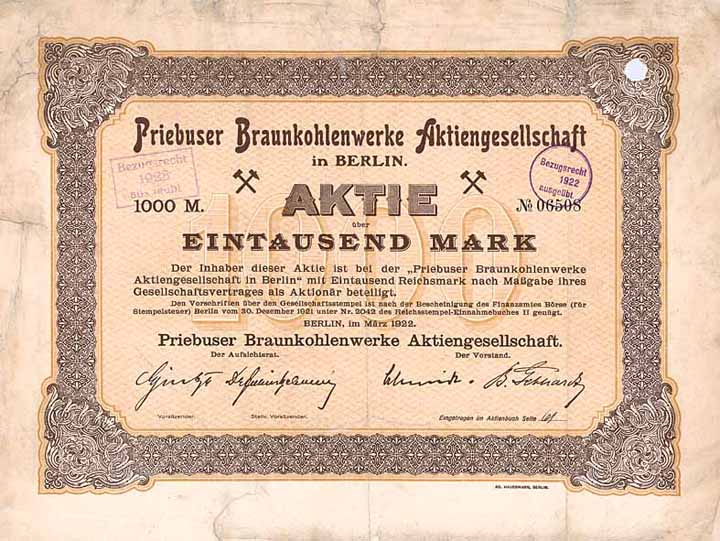 Priebuser Braunkohlenwerke Aktiengesellschaft
in BERLIN.
Bezugsrecht
1923
ausgeübt
Bezugsrecht
1922
ausgeübt
1000
1000 M.
AKTIE
№ 06508
über
EINTAUSEND MARK
Der Inhaber dieser Aktie ist bei der „Priebuser Braunkohlenwerke
Aktiengesellschaft in Berlin“ mit Eintausend Reichsmark nach Maßgabe ihres
Gesellschaftsvertrages als Aktionär beteiligt.
Den Vorschriften über den Gesellschaftsstempel ist nach der Bescheinigung des Finanzamtes Börse (für
Stempelsteuer) Berlin vom 30. Dezember 1921 unter Nr. 2042 des Reichsstempel-Einnahmebuches II genügt.
BERLIN, im März 1922.
Priebuser Braunkohlenwerke Aktiengesellschaft.
Der Aufsichtsrat.
Der Vorstand.
Schmidt
Vorsitzender.
Stellv. Vorsitzender.
Eingetragen im Aktienbuch Seite